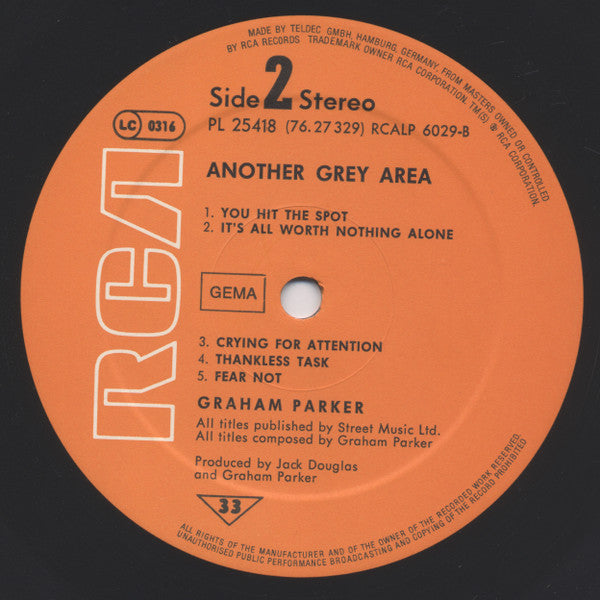 MADE BY TELDEC GMBH, HAMBURG, GERMANY, FROM MASTERS OWNED OR CONTROLLED
BY RCA RECORDS TRADEMARK OWNER RCA CORPORATION. TM(S) ® RCA CORPORATION.
Side 2 Stereo
PL 25418 (76.27 329) RCALP 6029-B
LC 0316
ANOTHER GREY AREA
1. YOU HIT THE SPOT
2. IT'S ALL WORTH NOTHING ALONE
RCA
GEMA
3. CRYING FOR ATTENTION
4. THANKLESS TASK
5. FEAR NOT
GRAHAM PARKER
All titles published by Street Music Ltd.
All titles composed by Graham Parker
Produced by Jack Douglas
and Graham Parker
33
ALL RIGHTS OF THE MANUFACTURER AND OF THE OWNER OF THE RECORDED WORK RESERVED.
UNAUTHORISED PUBLIC PERFORMANCE BROADCASTING AND COPYING OF THE RECORD PROHIBITED